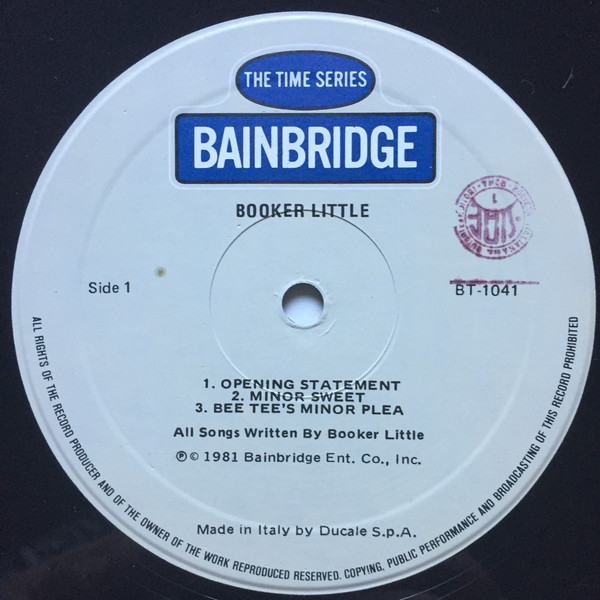 THE TIME SERIES
BAINBRIDGE
BOOKER LITTLE
Side 1
BT-1041
1. OPENING STATEMENT
2. MINOR SWEET
3. BEE TEE'S MINOR PLEA
All Songs Written By Booker Little
℗ © 1981 Bainbridge Ent. Co., Inc.
Made in Italy by Ducale S.p.A.
ALL RIGHTS OF THE RECORD PRODUCER AND OF THE OWNER OF THE WORK REPRODUCED RESERVED. COPYING, PUBLIC PERFORMANCE AND BROADCASTING OF THIS RECORD PROHIBITED